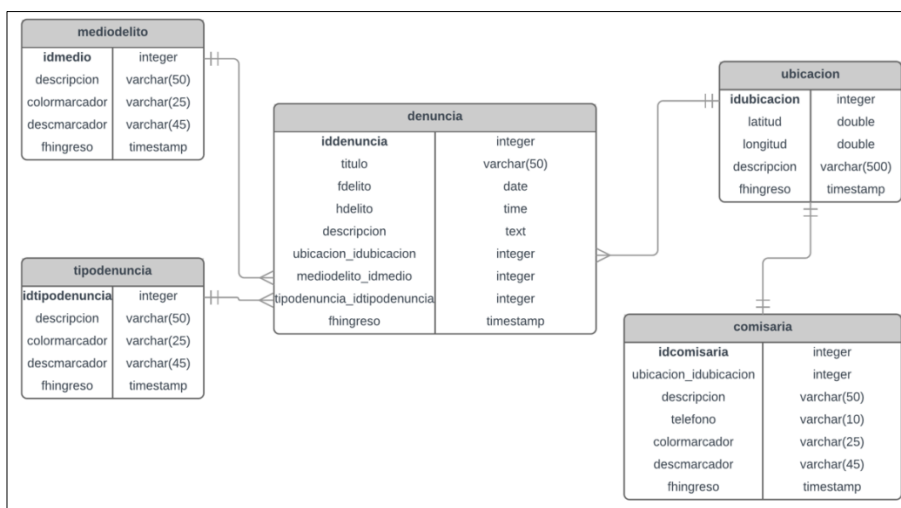 mediodelito
idmedio integer
descripcion varchar(50)
colormarcador varchar(25)
descmarcador varchar(45)
fhingreso timestamp
tipodenuncia
idtipodenuncia integer
descripcion varchar(50)
colormarcador varchar(25)
descmarcador varchar(45)
fhingreso timestamp
denuncia
iddenuncia integer
titulo varchar(50)
fdelito date
hdelito time
descripcion text
ubicacion_idubicacion integer
mediodelito_idmedio integer
tipodenuncia_idtipodenuncia integer
fhingreso timestamp
ubicacion
idubicacion integer
latitud double
longitud double
descripcion varchar(500)
fhingreso timestamp
comisaria
idcomisaria integer
ubicacion_idubicacion integer
descripcion varchar(50)
telefono varchar(10)
colormarcador varchar(25)
descmarcador varchar(45)
fhingreso timestamp